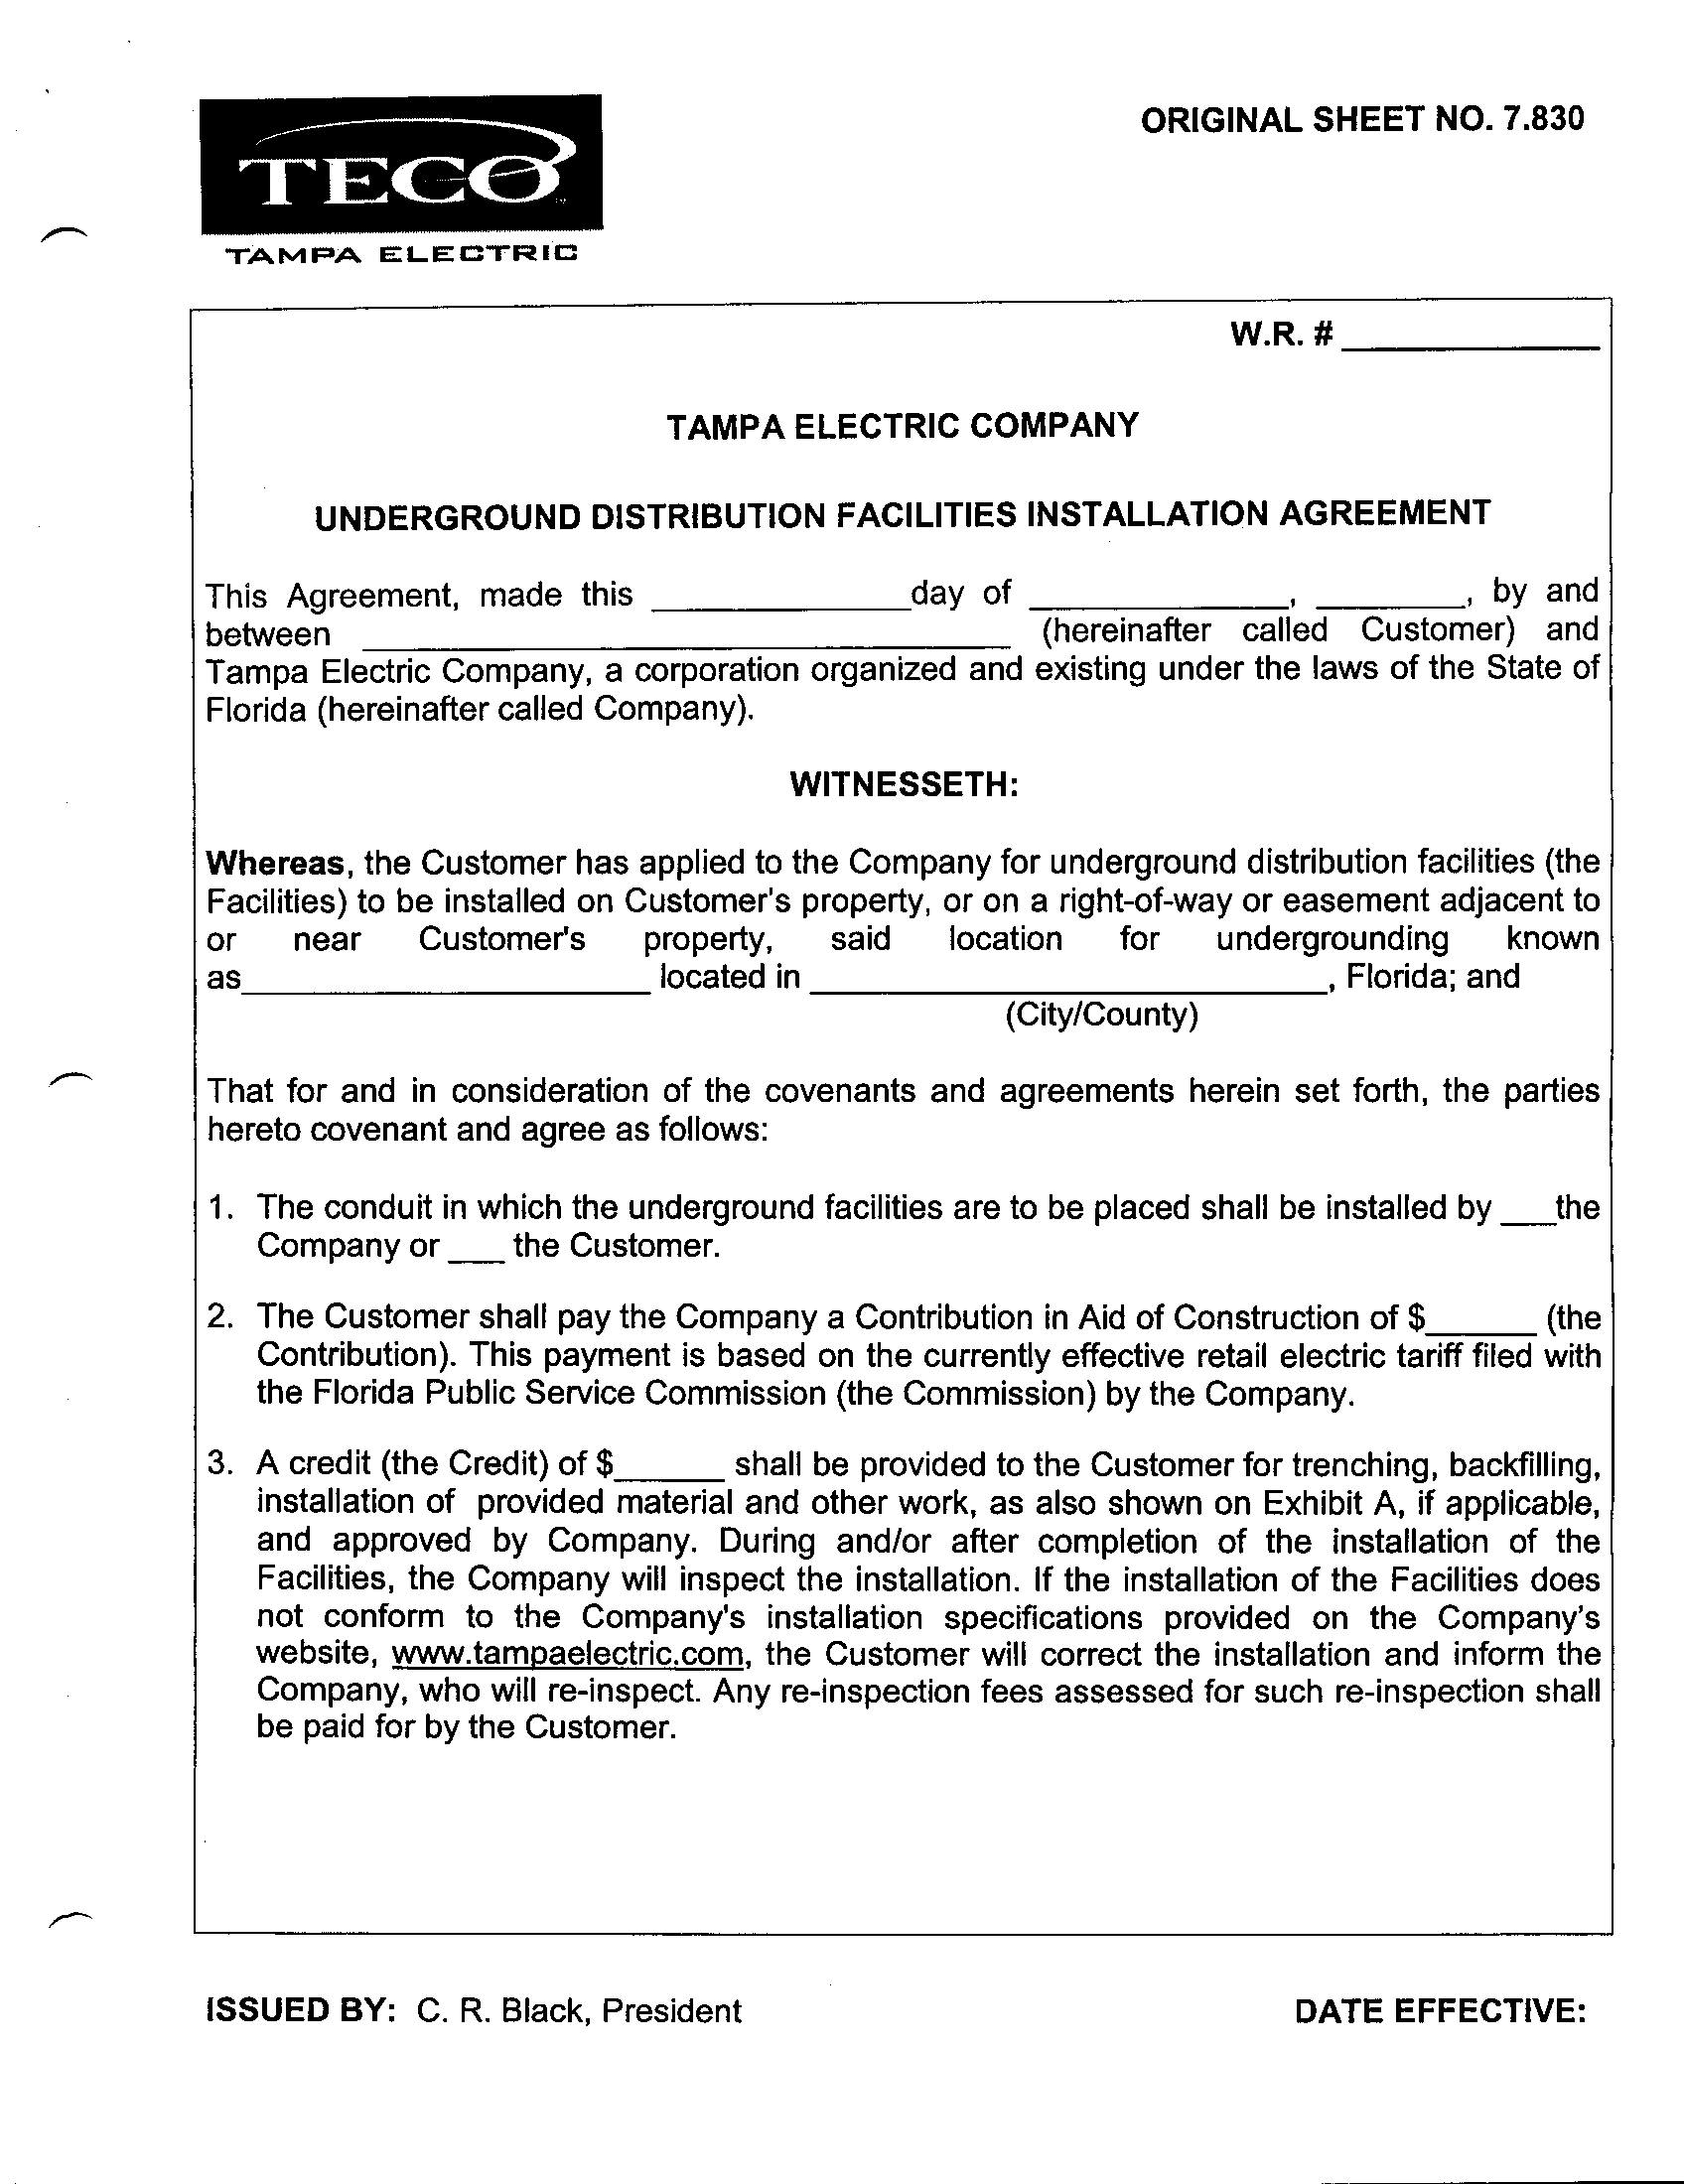 ORIGINAL SHEET NO. 7.830
TECO
TAMPA ELECTRIC
W.R. # ____________
TAMPA ELECTRIC COMPANY
UNDERGROUND DISTRIBUTION FACILITIES INSTALLATION AGREEMENT
This Agreement, made this ____________day of ____________, _______, by and
between ______________________________ (hereinafter called Customer) and
Tampa Electric Company, a corporation organized and existing under the laws of the State of
Florida (hereinafter called Company).
WITNESSETH:
Whereas, the Customer has applied to the Company for underground distribution facilities (the
Facilities) to be installed on Customer's property, or on a right-of-way or easement adjacent to
or near Customer's property, said location for undergrounding known
as___________________ located in ________________________, Florida; and
(City/County)
That for and in consideration of the covenants and agreements herein set forth, the parties
hereto covenant and agree as follows:
1. The conduit in which the underground facilities are to be placed shall be installed by ___the
Company or ___ the Customer.
2. The Customer shall pay the Company a Contribution in Aid of Construction of $______ (the
Contribution). This payment is based on the currently effective retail electric tariff filed with
the Florida Public Service Commission (the Commission) by the Company.
3. A credit (the Credit) of $______ shall be provided to the Customer for trenching, backfilling,
installation of provided material and other work, as also shown on Exhibit A, if applicable,
and approved by Company. During and/or after completion of the installation of the
Facilities, the Company will inspect the installation. If the installation of the Facilities does
not conform to the Company's installation specifications provided on the Company's
website, www.tampaelectric.com, the Customer will correct the installation and inform the
Company, who will re-inspect. Any re-inspection fees assessed for such re-inspection shall
be paid for by the Customer.
ISSUED BY: C. R. Black, President
DATE EFFECTIVE: